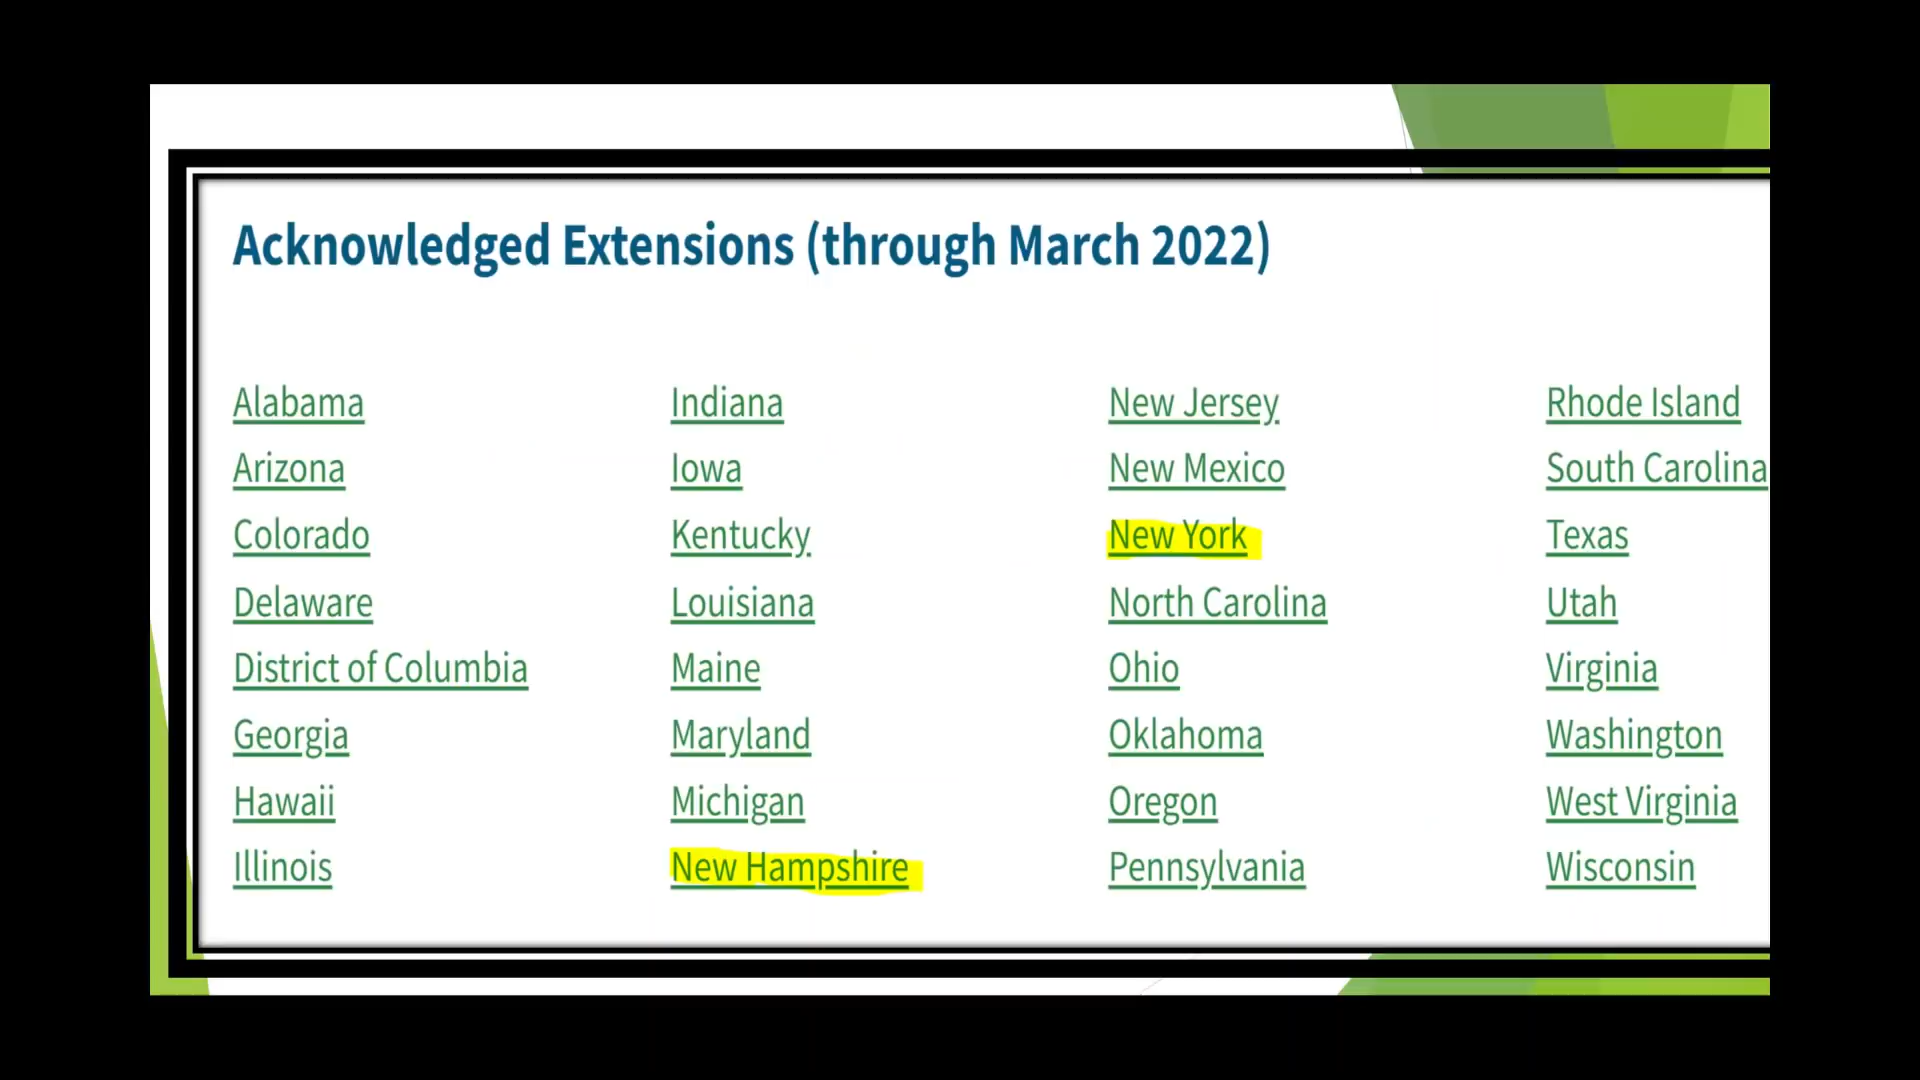 Acknowledged Extensions (through March 2022)
Alabama
Arizona
Colorado
Delaware
District of Columbia
Georgia
Hawaii
Illinois
Indiana
Iowa
Kentucky
Louisiana
Maine
Maryland
Michigan
New Hampshire
New Jersey
New Mexico
New York
North Carolina
Ohio
Oklahoma
Oregon
Pennsylvania
Rhode Island
South Carolina
Texas
Utah
Virginia
Washington
West Virginia
Wisconsin